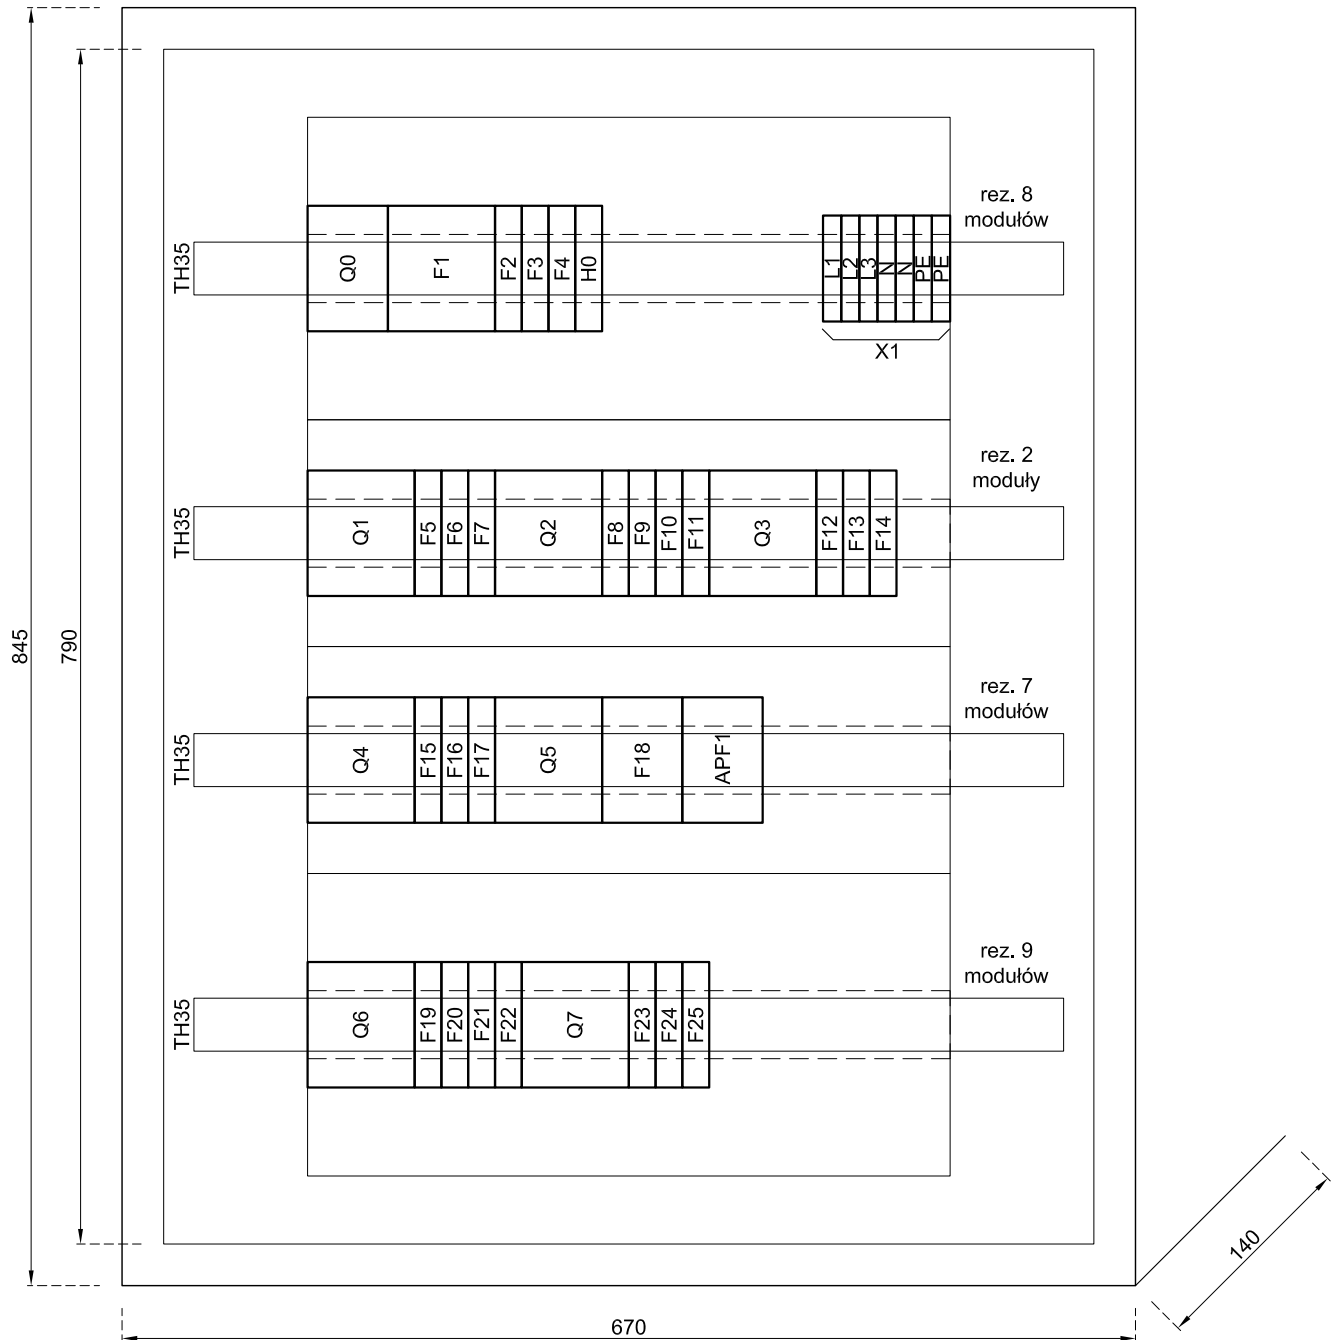 rez. 8
modułów
TH35
Q0
F1
F2
F3
F4
H0
L1
L2
L3
N
N
PE
PE
X1
rez. 2
moduły
TH35
Q1
F5
F6
F7
Q2
F8
F9
F10
F11
Q3
F12
F13
F14
845
790
rez. 7
modułów
TH35
Q4
F15
F16
F17
Q5
F18
APF1
rez. 9
modułów
TH35
Q6
F19
F20
F21
F22
Q7
F23
F24
F25
140
670